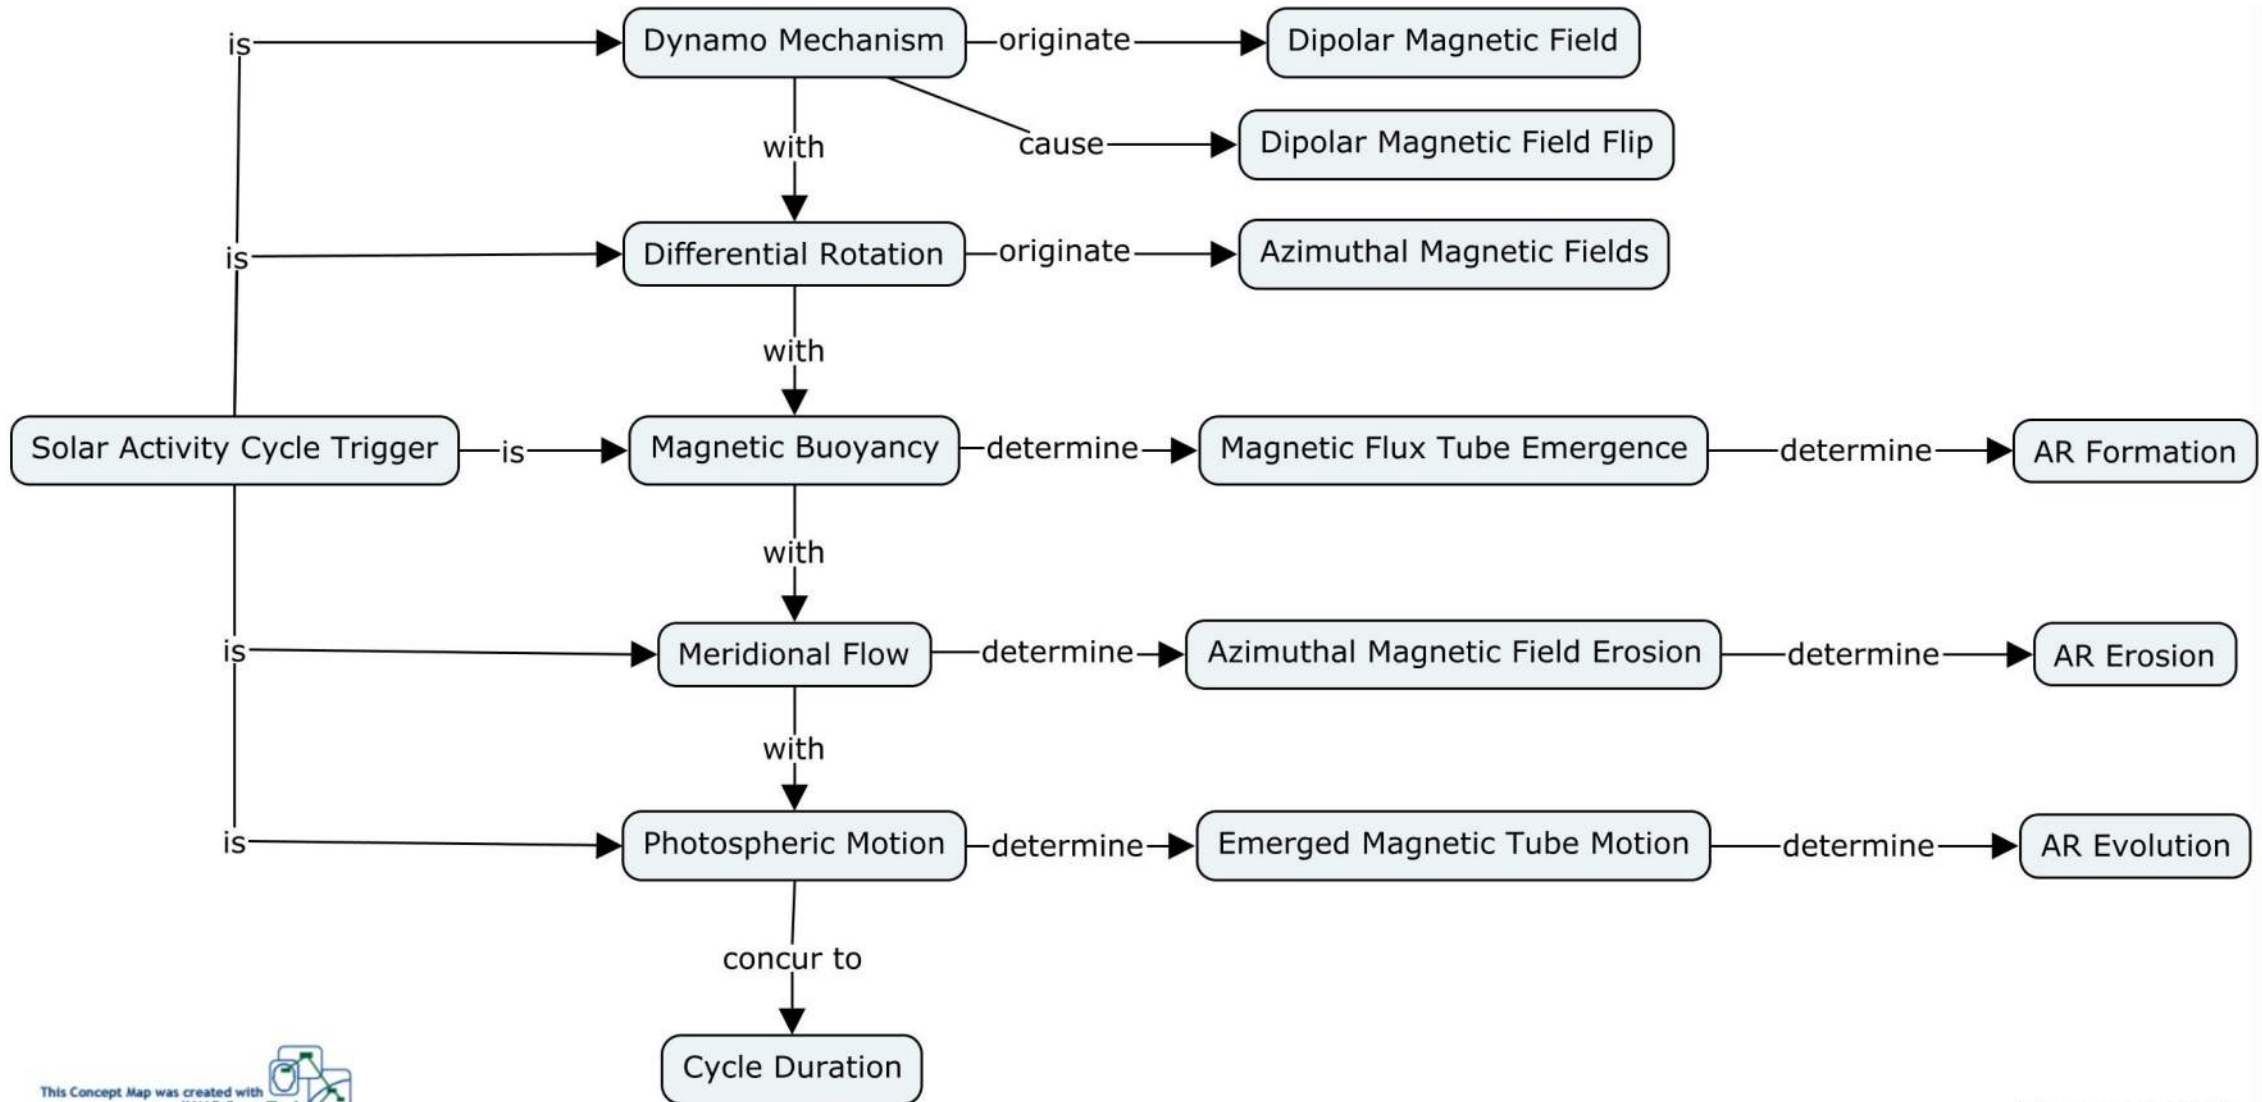 is
Dynamo Mechanism
originate
Dipolar Magnetic Field
with
cause
Dipolar Magnetic Field Flip
is
Differential Rotation
originate
Azimuthal Magnetic Fields
with
Solar Activity Cycle Trigger
is
Magnetic Buoyancy
determine
Magnetic Flux Tube Emergence
determine
AR Formation
with
is
Meridional Flow
determine
Azimuthal Magnetic Field Erosion
determine
AR Erosion
with
is
Photospheric Motion
determine
Emerged Magnetic Tube Motion
determine
AR Evolution
concur to
Cycle Duration
This Concept Map was created with